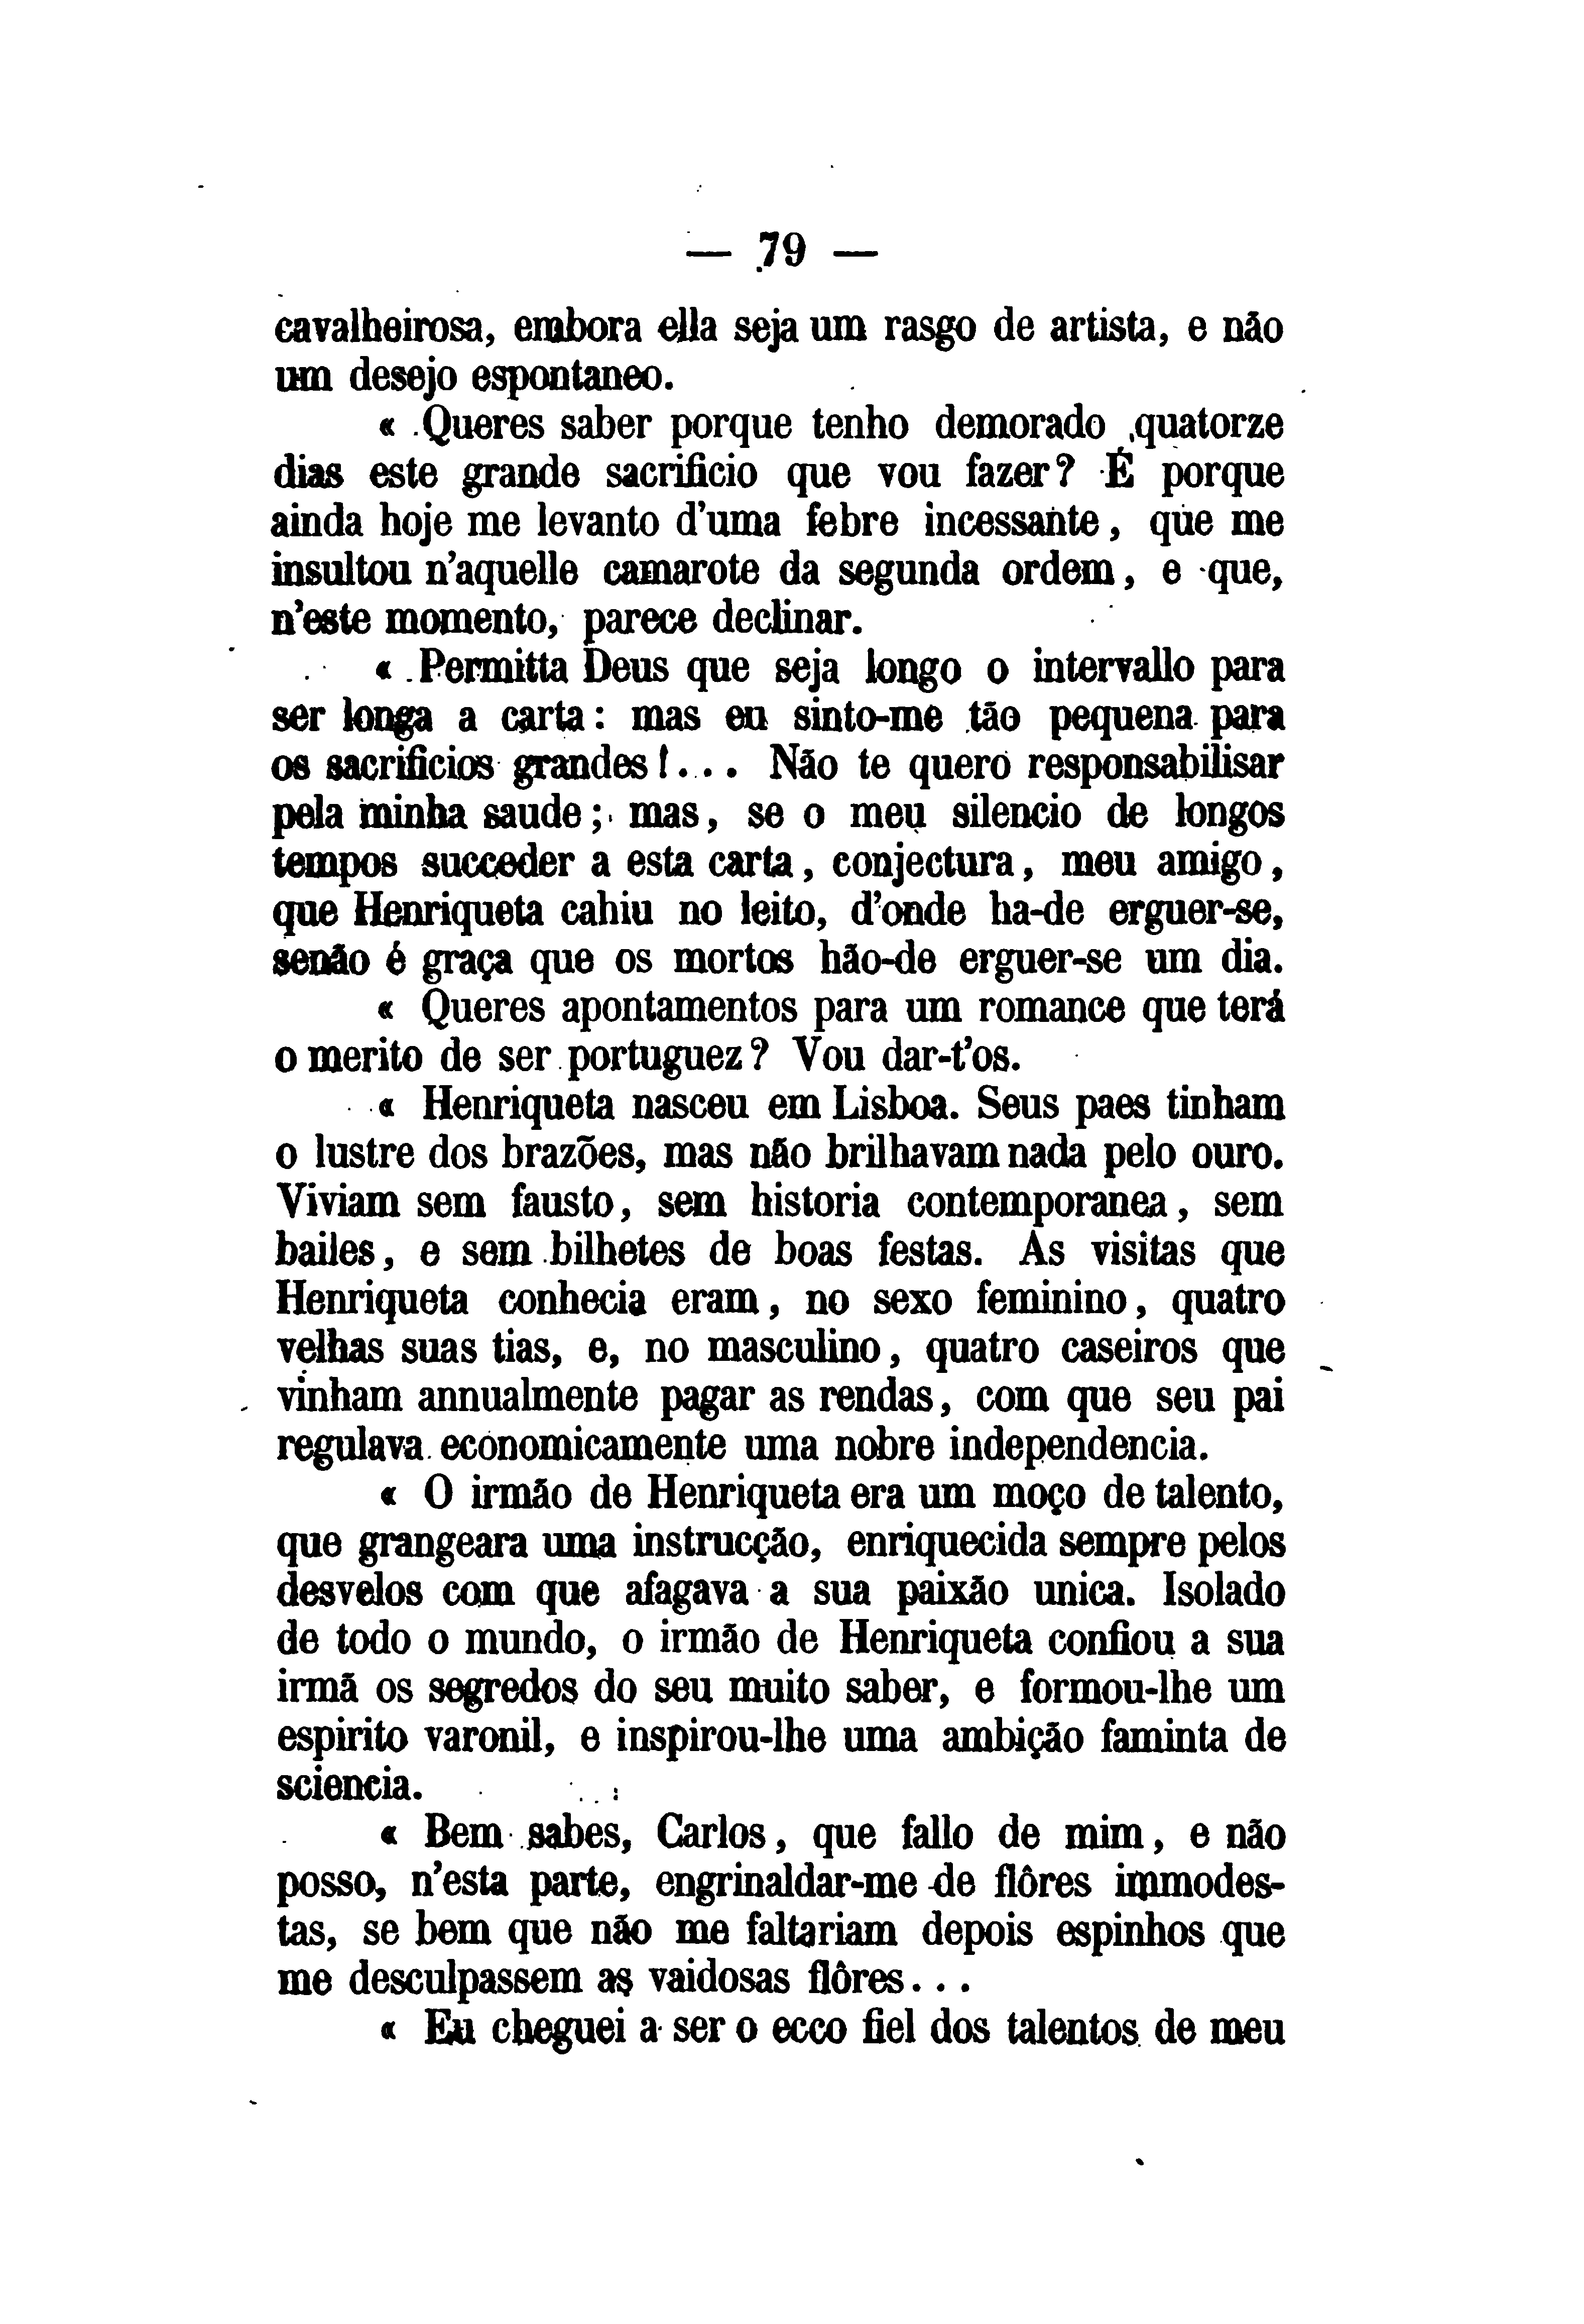 — 79 —
cavalheirosa, embora ella seja um rasgo de artista, e não
um desejo espontaneo.
« Queres saber porque tenho demorado quatorze
dias este grande sacrificio que vou fazer? É porque
ainda hoje me levanto d'uma febre incessante, que me
insultou n'aquelle camarote da segunda ordem, e que,
n'este momento, parece declinar.
« Permitta Deus que seja longo o intervallo para
ser longa a carta: mas eu sinto-me tão pequena para
os sacrificios grandes!... Não te quero responsabilisar
pela minha saude; mas, se o meu silencio de longos
tempos succeder a esta carta, conjectura, meu amigo,
que Henriqueta cahiu no leito, d'onde ha-de erguer-se,
senão é graça que os mortos hão-de erguer-se um dia.
« Queres apontamentos para um romance que terá
o merito de ser portuguez? Vou dar-t'os.
« Henriqueta nasceu em Lisboa. Seus paes tinham
o lustre dos brazões, mas não brilhavam nada pelo ouro.
Viviam sem fausto, sem historia contemporanea, sem
bailes, e sem bilhetes de boas festas. As visitas que
Henriqueta conhecia eram, no sexo feminino, quatro
velhas suas tias, e, no masculino, quatro caseiros que
vinham annualmente pagar as rendas, com que seu pai
regulava economicamente uma nobre independencia.
« O irmão de Henriqueta era um moço de talento,
que grangeara uma instrucção, enriquecida sempre pelos
desvelos com que afagava a sua paixão unica. Isolado
de todo o mundo, o irmão de Henriqueta confiou a sua
irmã os segredos do seu muito saber, e formou-lhe um
espirito varonil, e inspirou-lhe uma ambição faminta de
sciencia.
« Bem sabes, Carlos, que fallo de mim, e não
posso, n'esta parte, engrinaldar-me de flôres immodes-
tas, se bem que não me faltariam depois espinhos que
me desculpassem as vaidosas flôres...
« Eu cheguei a ser o ecco fiel dos talentos de meu